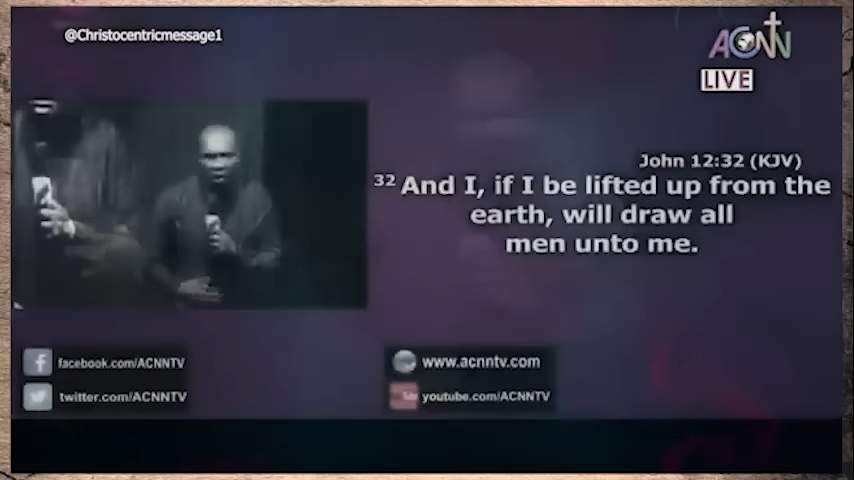 @Christocentricmessage1
ACNN
LIVE
John 12:32 (KJV)
32 And I, if I be lifted up from the
earth, will draw all
men unto me.
facebook.com/ACNNTV
www.acnntv.com
twitter.com/ACNNTV
youtube.com/ACNNTV